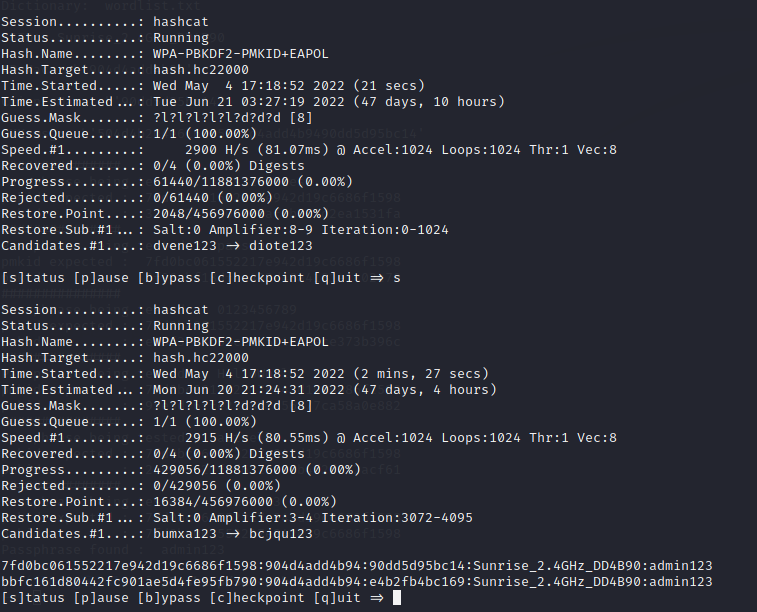 Dictionary: wordlist.txt
Session..........: hashcat
Status...........: Running
Hash.Name........: WPA-PBKDF2-PMKID+EAPOL
Hash.Target......: hash.hc22000
Time.Started.....: Wed May  4 17:18:52 2022 (21 secs)
Time.Estimated...: Tue Jun 21 03:27:19 2022 (47 days, 10 hours)
Guess.Mask.......: ?l?l?l?l?l?d?d?d [8]
Guess.Queue......: 1/1 (100.00%)
Speed.#1.........:     2900 H/s (81.07ms) @ Accel:1024 Loops:1024 Thr:1 Vec:8
Recovered........: 0/4 (0.00%) Digests
Progress.........: 61440/11881376000 (0.00%)
Rejected.........: 0/61440 (0.00%)
Restore.Point....: 2048/456976000 (0.00%)
Restore.Sub.#1...: Salt:0 Amplifier:8-9 Iteration:0-1024
Candidates.#1....: dvene123 -> diote123
[s]tatus [p]ause [b]ypass [c]heckpoint [q]uit => s
Session..........: hashcat
Status...........: Running
Hash.Name........: WPA-PBKDF2-PMKID+EAPOL
Hash.Target......: hash.hc22000
Time.Started.....: Wed May  4 17:18:52 2022 (2 mins, 27 secs)
Time.Estimated...: Mon Jun 20 21:24:31 2022 (47 days, 4 hours)
Guess.Mask.......: ?l?l?l?l?l?d?d?d [8]
Guess.Queue......: 1/1 (100.00%)
Speed.#1.........:     2915 H/s (80.55ms) @ Accel:1024 Loops:1024 Thr:1 Vec:8
Recovered........: 0/4 (0.00%) Digests
Progress.........: 429056/11881376000 (0.00%)
Rejected.........: 0/429056 (0.00%)
Restore.Point....: 16384/456976000 (0.00%)
Restore.Sub.#1...: Salt:0 Amplifier:3-4 Iteration:3072-4095
Candidates.#1....: bumxa123 -> bcjqu123
Passphrase found : admin123
7fd0bc061552217e942d19c6686f1598:904d4add4b94:90dd5d95bc14:Sunrise_2.4GHz_DD4B90:admin123
bbfc161d80442fc901ae5d4fe95fb790:904d4add4b94:e4b2fb4bc169:Sunrise_2.4GHz_DD4B90:admin123
[s]tatus [p]ause [b]ypass [c]heckpoint [q]uit =>